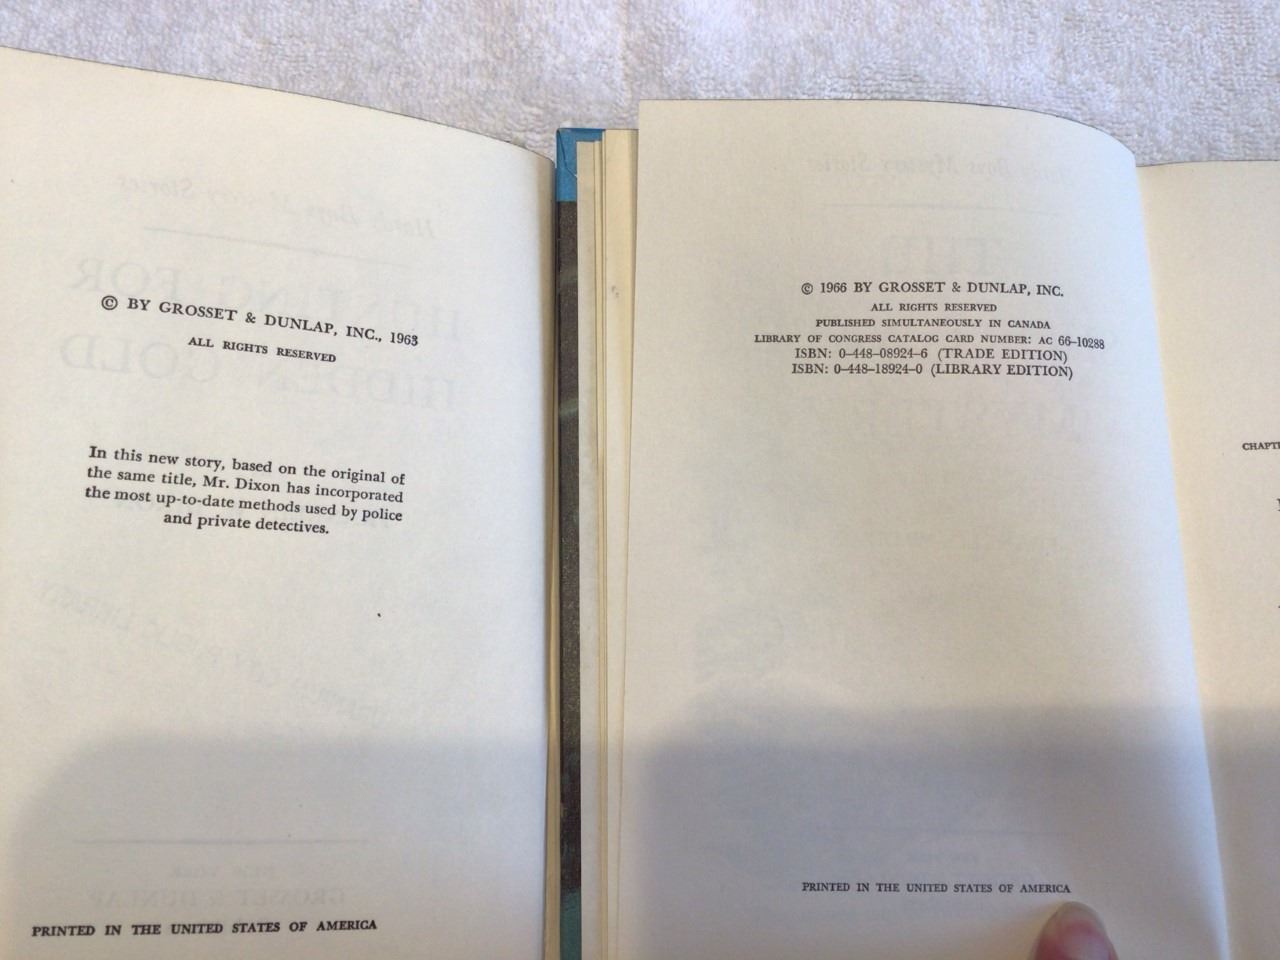 © BY GROSSET & DUNLAP, INC., 1963
ALL RIGHTS RESERVED
In this new story, based on the original of
the same title, Mr. Dixon has incorporated
the most up-to-date methods used by police
and private detectives.
PRINTED IN THE UNITED STATES OF AMERICA
© 1966 BY GROSSET & DUNLAP, INC.
ALL RIGHTS RESERVED
PUBLISHED SIMULTANEOUSLY IN CANADA
LIBRARY OF CONGRESS CATALOG CARD NUMBER: AC 66-10288
ISBN: 0-448-08924-6 (TRADE EDITION)
ISBN: 0-448-18924-0 (LIBRARY EDITION)
PRINTED IN THE UNITED STATES OF AMERICA